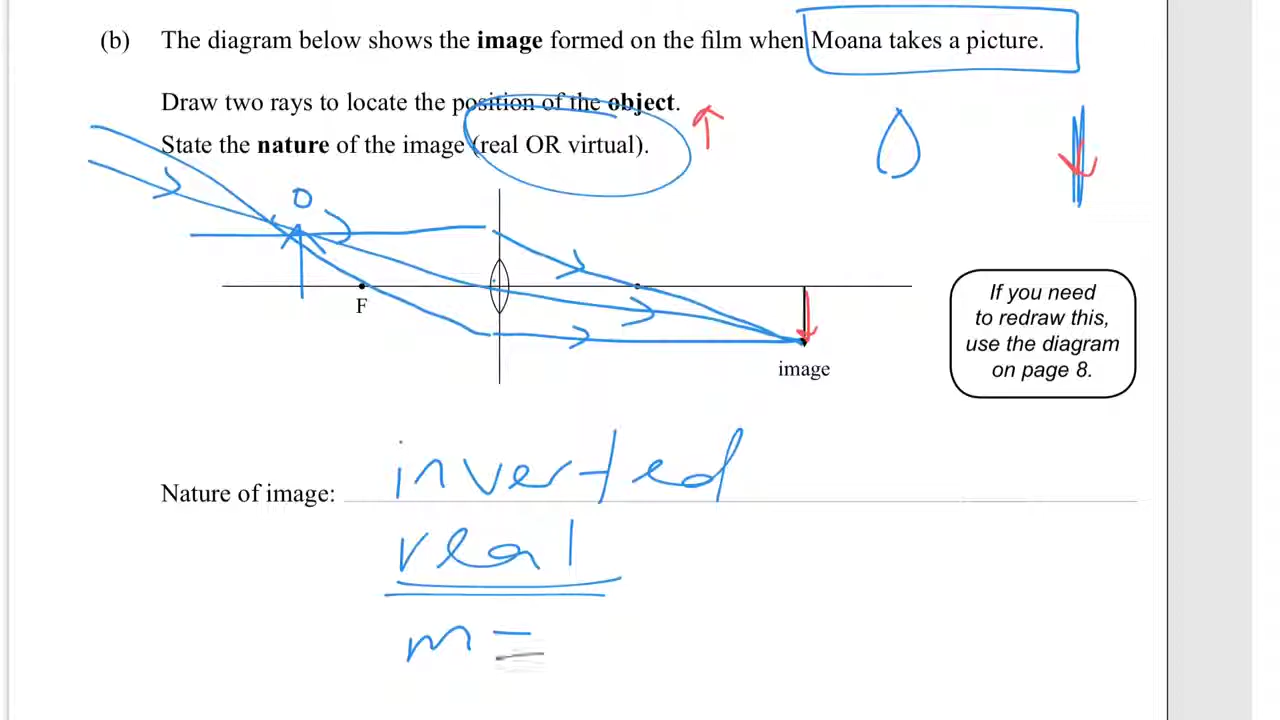 (b) The diagram below shows the image formed on the film when Moana takes a picture.
Draw two rays to locate the position of the object.
State the nature of the image (real OR virtual).
O
F
image
If you need
to redraw this,
use the diagram
on page 8.
Nature of image: inverted
real
m =